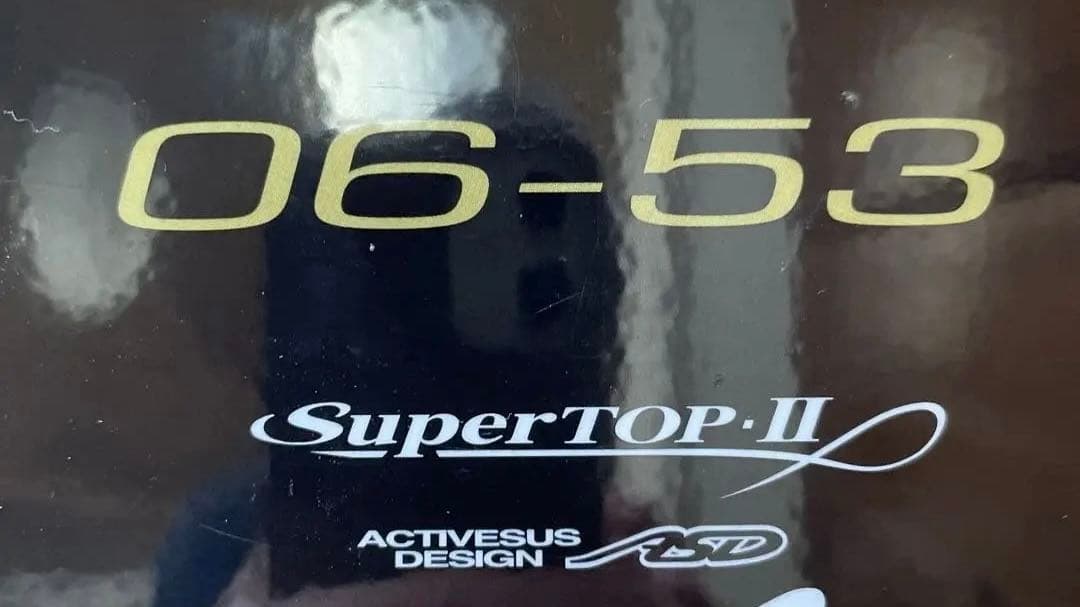 06-53
SuperTOP·II
ACTIVESUS
DESIGN ASD